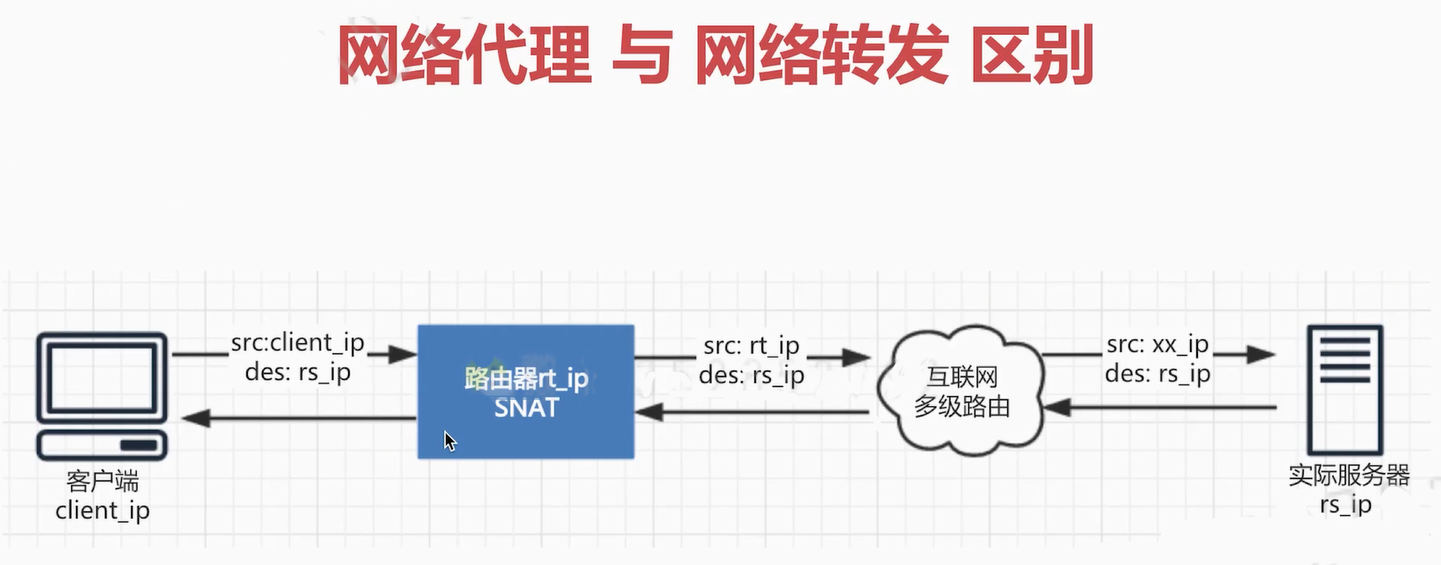 网络代理 与 网络转发 区别
src:client_ip
des: rs_ip
路由器rt_ip
SNAT
src: rt_ip
des: rs_ip
互联网
多级路由
src: xx_ip
des: rs_ip
客户端
client_ip
实际服务器
rs_ip